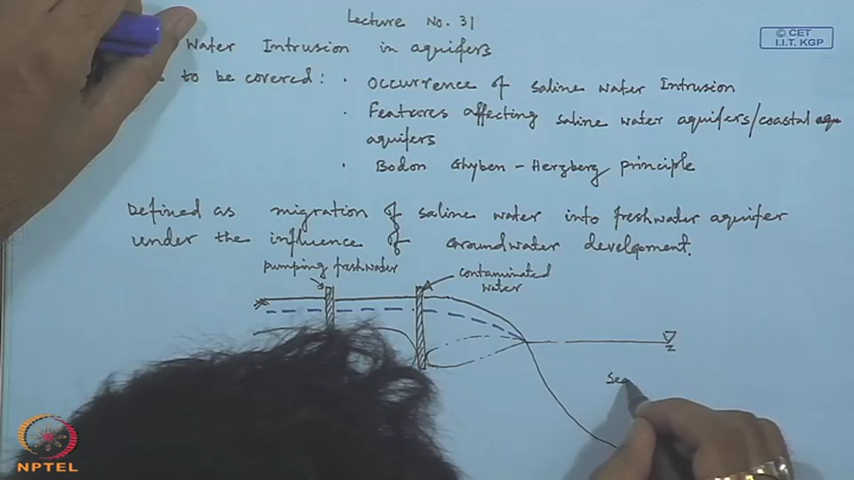 Lecture No. 31
© CET
I.I.T. KGP
Water Intrusion in aquifers
to be covered : · Occurrence of saline water Intrusion
· Features affecting saline water aquifers/coastal aqu
aquifers
· Badon Ghyben - Herzberg principle
Defined as migration of saline water into freshwater aquifer
under the influence of groundwater development.
pumping freshwater
contaminated
water
Sea
NPTEL